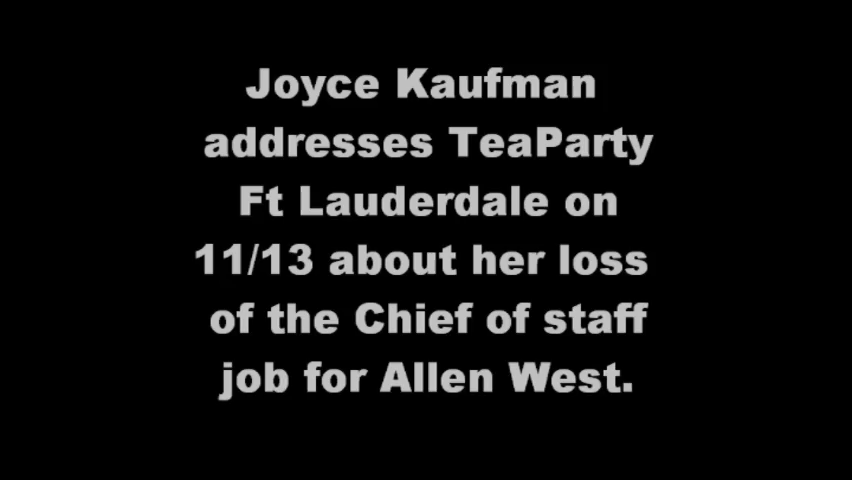 Joyce Kaufman
addresses TeaParty
Ft Lauderdale on
11/13 about her loss
of the Chief of staff
job for Allen West.